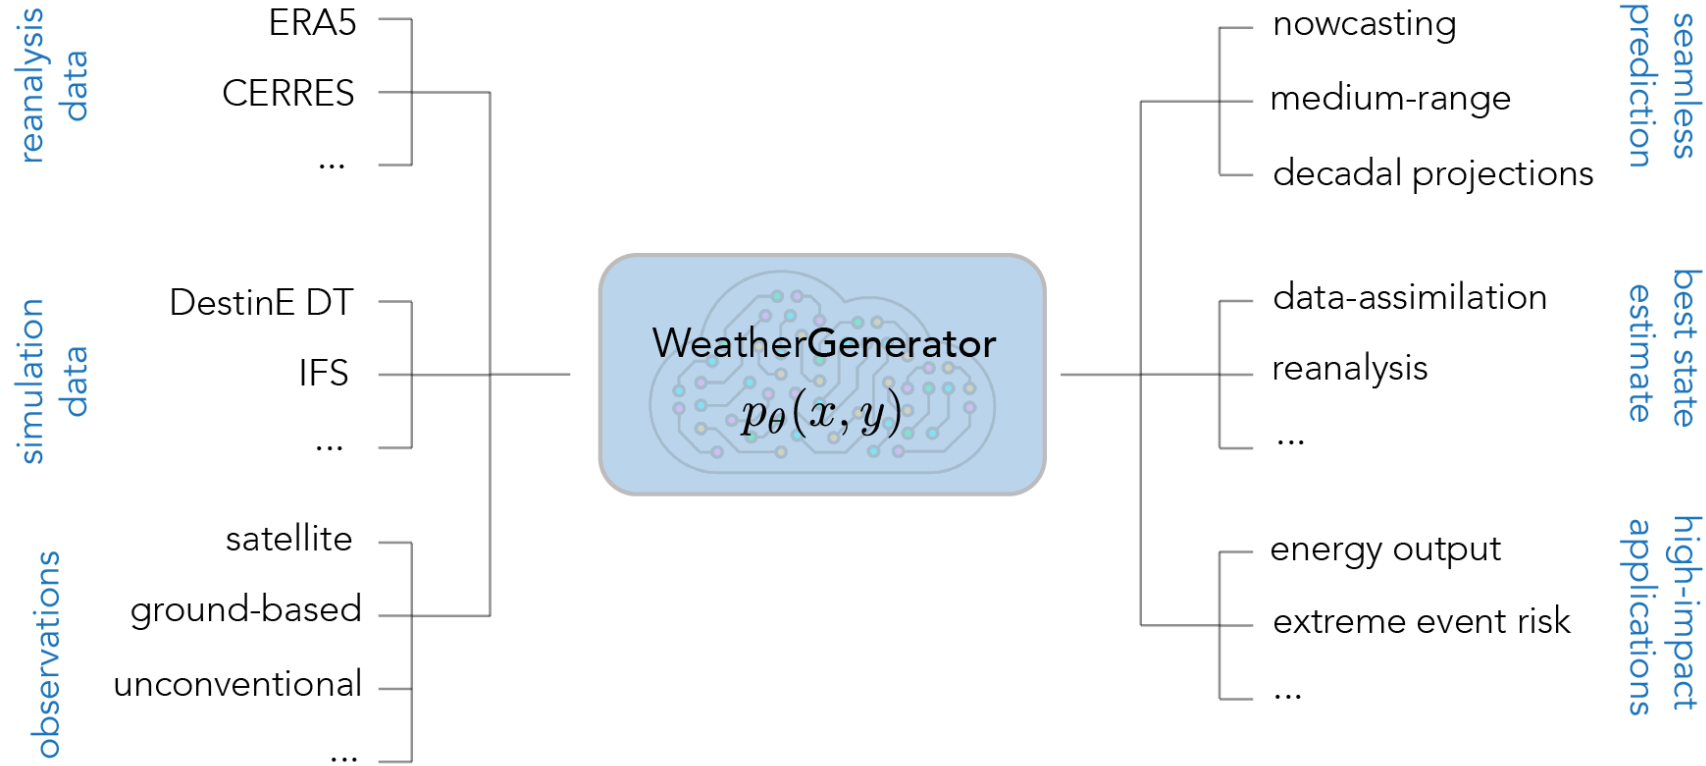 reanalysis
data
ERA5
CERRES
...
simulation
data
DestinE DT
IFS
...
observations
satellite
ground-based
unconventional
...
WeatherGenerator
pθ(x, y)
nowcasting
medium-range
decadal projections
seamless
prediction
data-assimilation
reanalysis
...
best state
estimate
energy output
extreme event risk
...
high-impact
applications